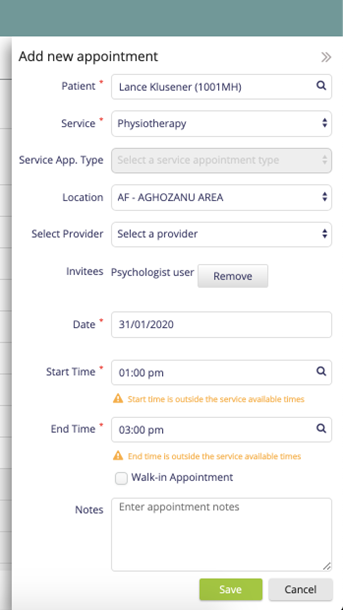 Add new appointment
Patient * Lance Klusener (1001MH)
Service * Physiotherapy
Service App. Type Select a service appointment type
Location AF - AGHOZANU AREA
Select Provider Select a provider
Invitees Psychologist user Remove
Date * 31/01/2020
Start Time * 01:00 pm
Start time is outside the service available times
End Time * 03:00 pm
End time is outside the service available times
Walk-in Appointment
Notes Enter appointment notes
Save Cancel